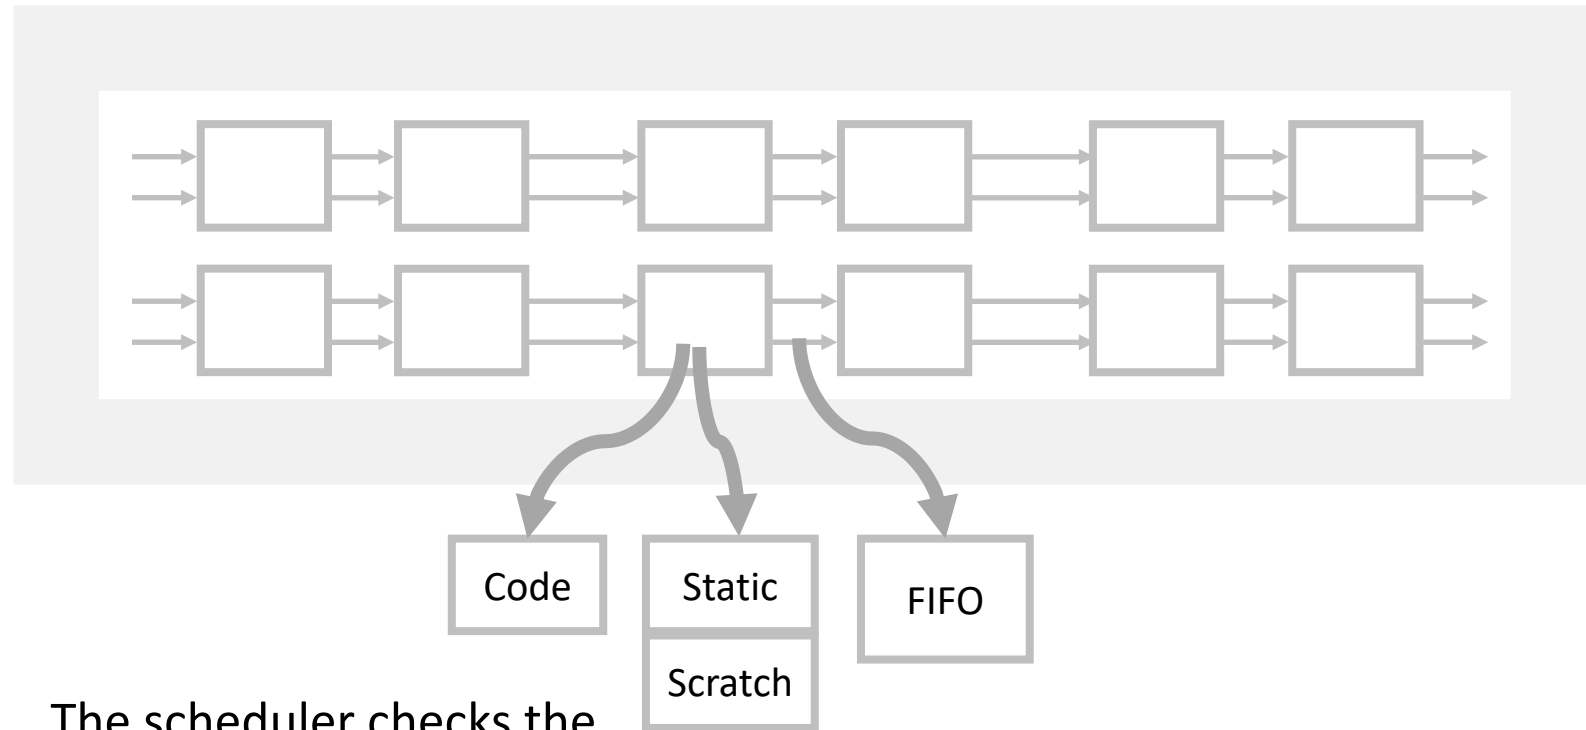 Code
Static
FIFO
Scratch
The scheduler checks the